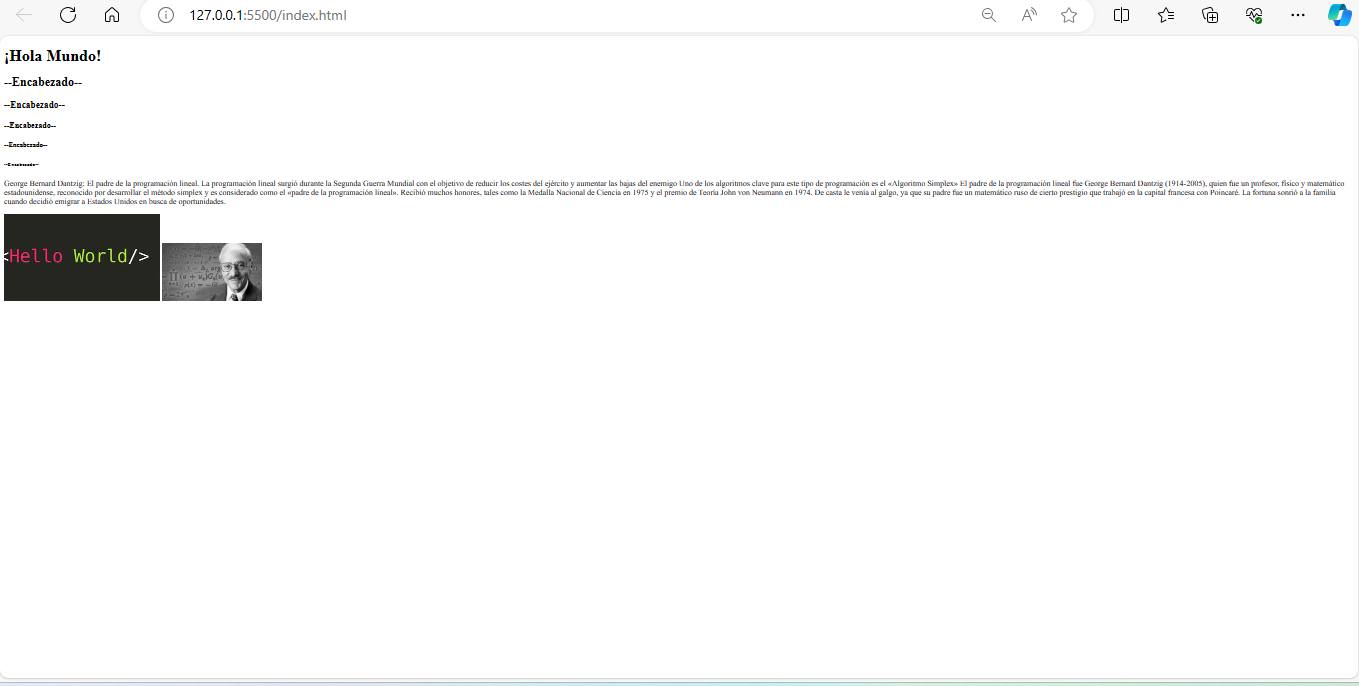 127.0.0.1:5500/index.html
¡Hola Mundo!
--Encabezado--
--Encabezado--
--Encabezado--
--Encabezado--
--Encabezado--
George Bernard Dantzig: El padre de la programación lineal. La programación lineal surgió durante la Segunda Guerra Mundial con el objetivo de reducir los costes del ejército y aumentar las bajas del enemigo Uno de los algoritmos clave para este tipo de programación es el «Algoritmo Simplex» El padre de la programación lineal fue George Bernard Dantzig (1914-2005), quien fue un profesor, físico y matemático
estadounidense, reconocido por desarrollar el método simplex y es considerado como el «padre de la programación lineal». Recibió muchos honores, tales como la Medalla Nacional de Ciencia en 1975 y el premio de Teoría John von Neumann en 1974. De casta le venía al galgo, ya que su padre fue un matemático ruso de cierto prestigio que trabajó en la capital francesa con Poincaré. La fortuna sonrió a la familia
cuando decidió emigrar a Estados Unidos en busca de oportunidades.
<Hello World/>